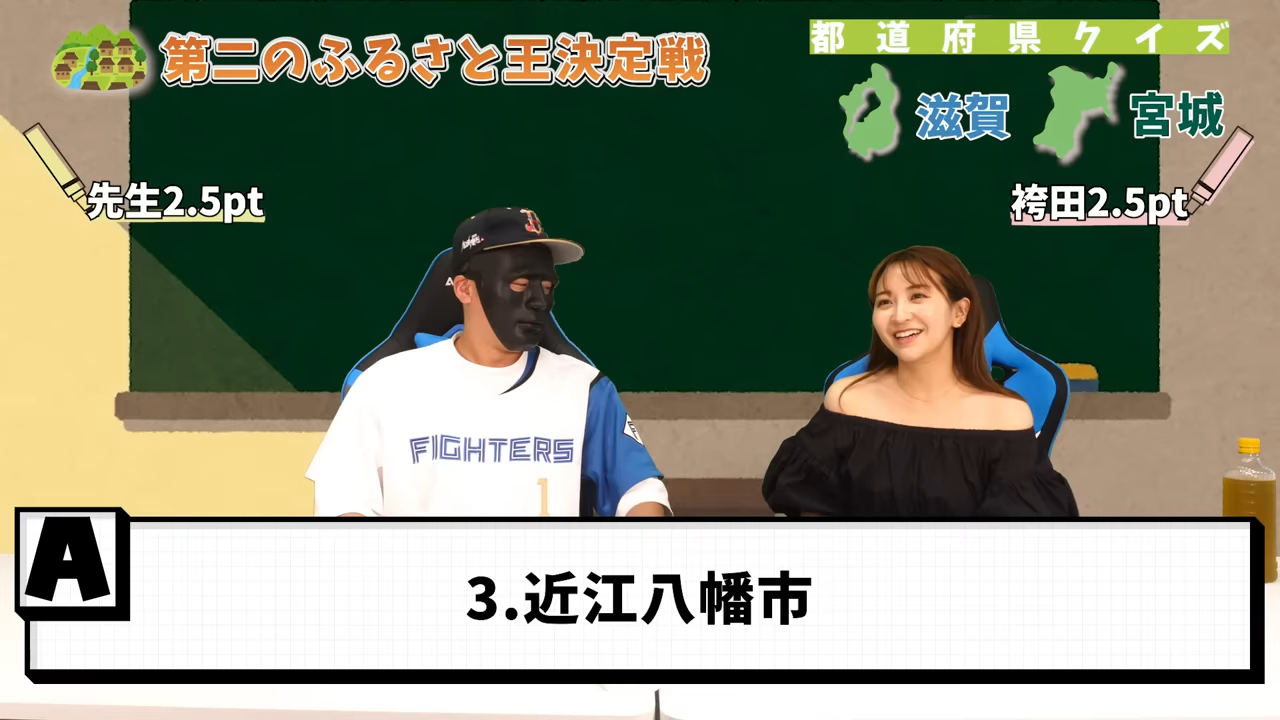 第二のふるさと王決定戦
都道府県クイズ
滋賀
宮城
先生2.5pt
袴田2.5pt
FIGHTERS
1
A
3.近江八幡市